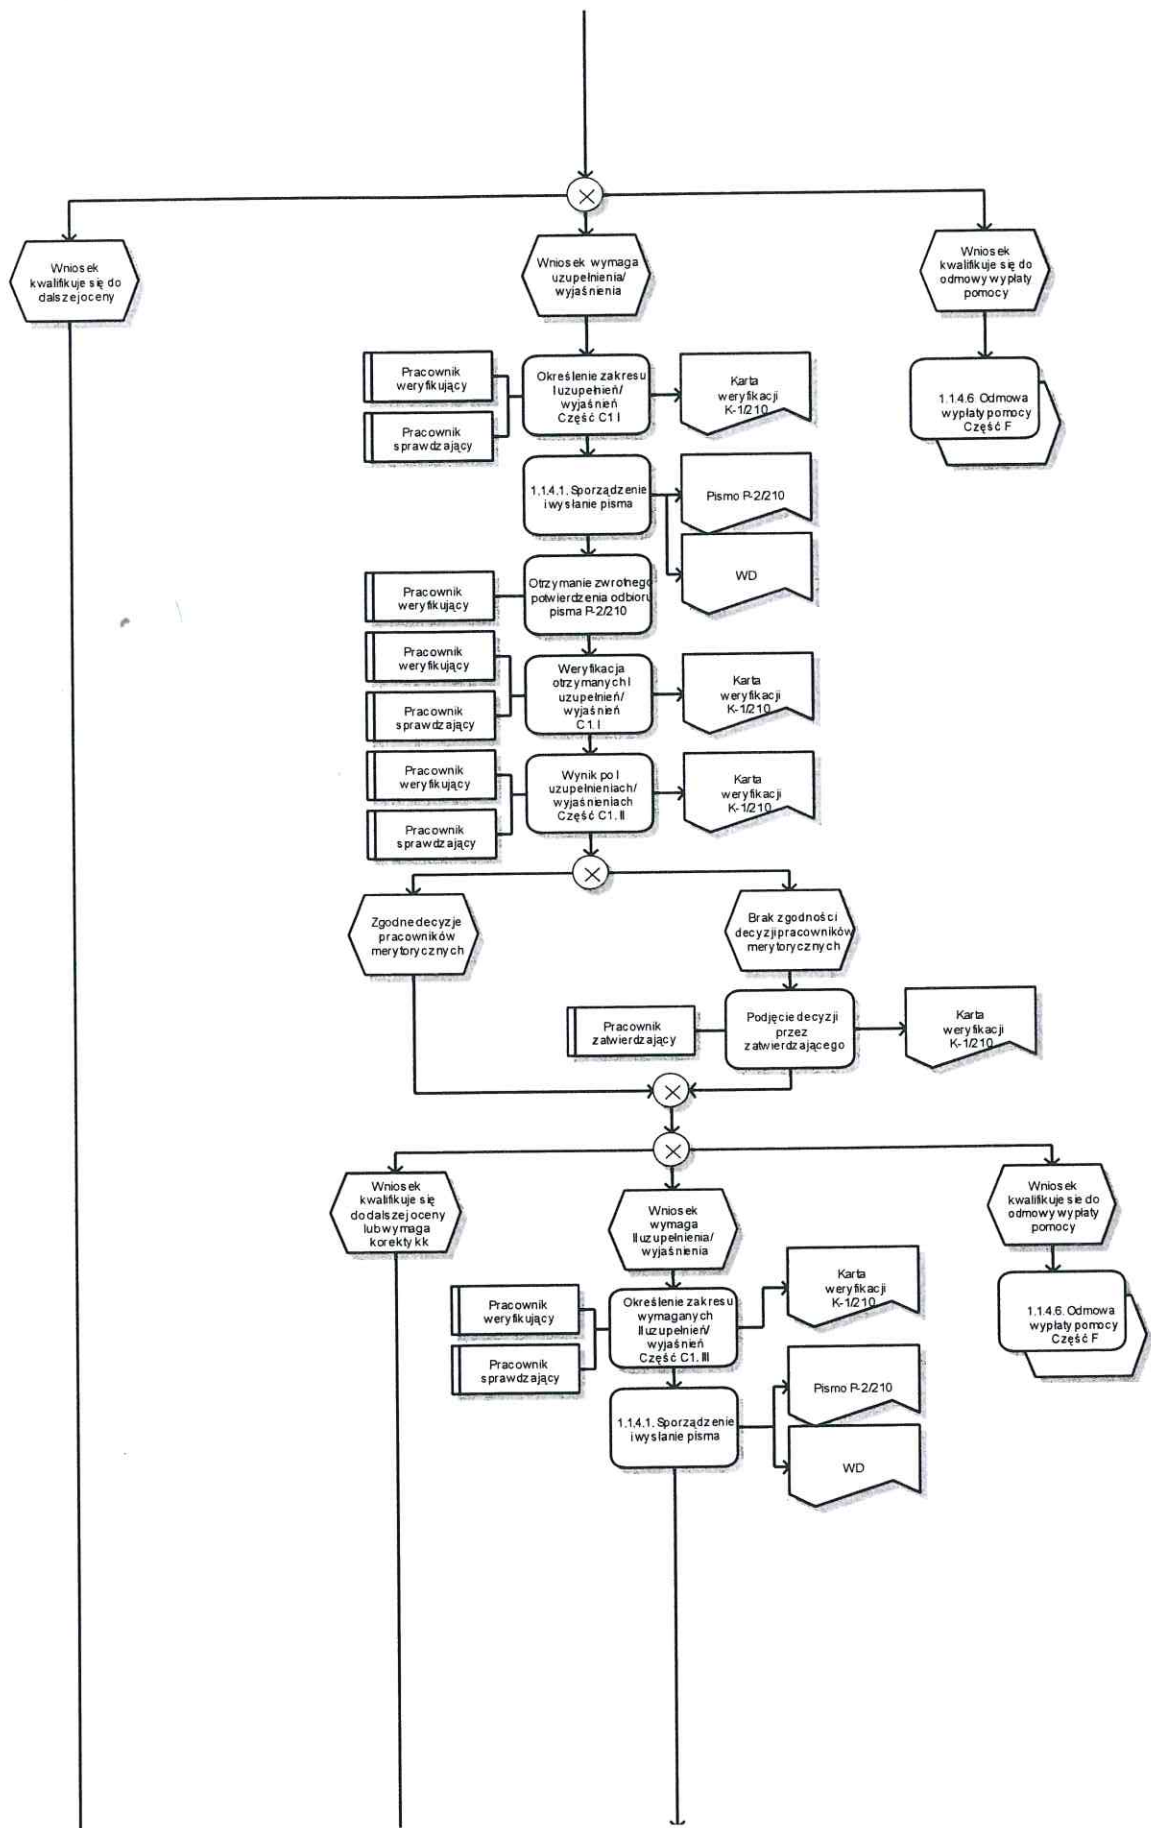 Wniosek
kwalifikuje się do
dalszej oceny
Wniosek wymaga
uzupełnienia/
wyjaśnienia
Wniosek
kwalifikuje się do
odmowy wypłaty
pomocy
Pracownik
weryfikujący
Pracownik
sprawdzający
Określenie zakresu
I uzupełnień/
wyjaśnień
Część C1 I
Karta
weryfikacji
K-1/210
1.1.4.6. Odmowa
wypłaty pomocy
Część F
1.1.4.1. Sporządzenie
i wysłanie pisma
Pismo P-2/210
WD
Pracownik
weryfikujący
Otrzymanie zwrotnego
potwierdzenia odbioru
pisma P-2/210
Pracownik
weryfikujący
Pracownik
sprawdzający
Weryfikacja
otrzymanych I
uzupełnień/
wyjaśnień
C1. I
Karta
weryfikacji
K-1/210
Pracownik
weryfikujący
Pracownik
sprawdzający
Wynik po I
uzupełnieniach/
wyjaśnieniach
Część C1. II
Karta
weryfikacji
K-1/210
Zgodne decyzje
pracowników
merytorycznych
Brak zgodności
decyzji pracowników
merytorycznych
Pracownik
zatwierdzający
Podjęcie decyzji
przez
zatwierdzającego
Karta
weryfikacji
K-1/210
Wniosek
kwalifikuje się
do dalszej oceny
lub wymaga
korekty kk
Wniosek
wymaga
II uzupełnienia/
wyjaśnienia
Wniosek
kwalifikuje sie do
odmowy wypłaty
pomocy
Pracownik
weryfikujący
Pracownik
sprawdzający
Określenie zakresu
wymaganych
II uzupełnień/
wyjaśnień
Część C1. III
Karta
weryfikacji
K-1/210
1.1.4.6. Odmowa
wypłaty pomocy
Część F
1.1.4.1. Sporządzenie
i wysłanie pisma
Pismo P-2/210
WD